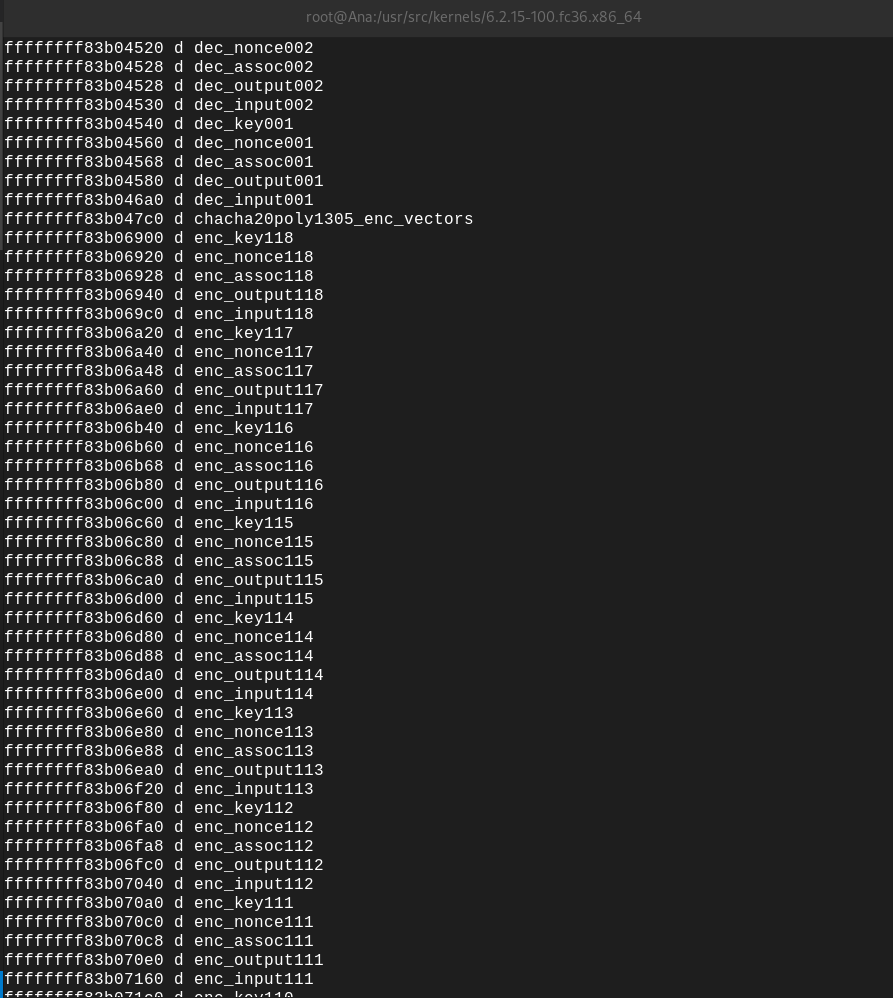 root@Ana:/usr/src/kernels/6.2.15-100.fc36.x86_64
ffffffff83b04520 d dec_nonce002
ffffffff83b04528 d dec_assoc002
ffffffff83b04528 d dec_output002
ffffffff83b04530 d dec_input002
ffffffff83b04540 d dec_key001
ffffffff83b04560 d dec_nonce001
ffffffff83b04568 d dec_assoc001
ffffffff83b04580 d dec_output001
ffffffff83b046a0 d dec_input001
ffffffff83b047c0 d chacha20poly1305_enc_vectors
ffffffff83b06900 d enc_key118
ffffffff83b06920 d enc_nonce118
ffffffff83b06928 d enc_assoc118
ffffffff83b06940 d enc_output118
ffffffff83b069c0 d enc_input118
ffffffff83b06a20 d enc_key117
ffffffff83b06a40 d enc_nonce117
ffffffff83b06a48 d enc_assoc117
ffffffff83b06a60 d enc_output117
ffffffff83b06ae0 d enc_input117
ffffffff83b06b40 d enc_key116
ffffffff83b06b60 d enc_nonce116
ffffffff83b06b68 d enc_assoc116
ffffffff83b06b80 d enc_output116
ffffffff83b06c00 d enc_input116
ffffffff83b06c60 d enc_key115
ffffffff83b06c80 d enc_nonce115
ffffffff83b06c88 d enc_assoc115
ffffffff83b06ca0 d enc_output115
ffffffff83b06d00 d enc_input115
ffffffff83b06d60 d enc_key114
ffffffff83b06d80 d enc_nonce114
ffffffff83b06d88 d enc_assoc114
ffffffff83b06da0 d enc_output114
ffffffff83b06e00 d enc_input114
ffffffff83b06e60 d enc_key113
ffffffff83b06e80 d enc_nonce113
ffffffff83b06e88 d enc_assoc113
ffffffff83b06ea0 d enc_output113
ffffffff83b06f20 d enc_input113
ffffffff83b06f80 d enc_key112
ffffffff83b06fa0 d enc_nonce112
ffffffff83b06fa8 d enc_assoc112
ffffffff83b06fc0 d enc_output112
ffffffff83b07040 d enc_input112
ffffffff83b070a0 d enc_key111
ffffffff83b070c0 d enc_nonce111
ffffffff83b070c8 d enc_assoc111
ffffffff83b070e0 d enc_output111
ffffffff83b07160 d enc_input111
ffffffff83b071c0 d enc_key110